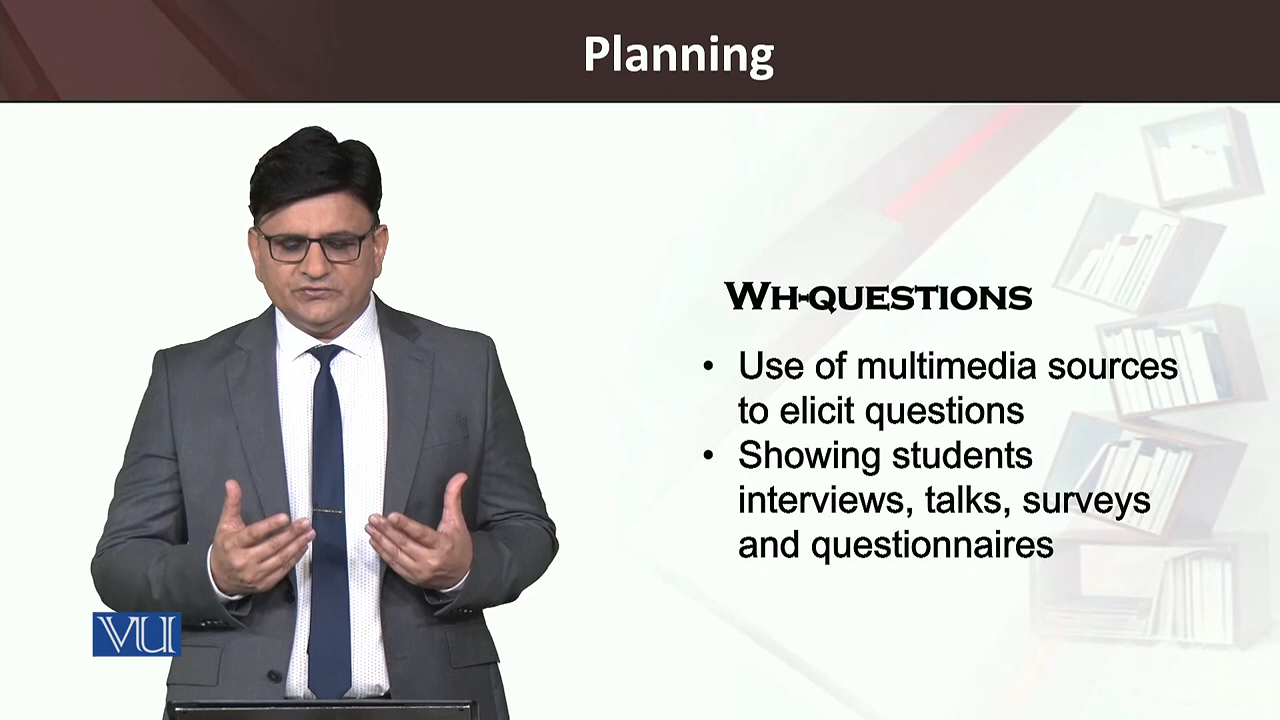 Planning
WH-QUESTIONS
• Use of multimedia sources
to elicit questions
• Showing students
interviews, talks, surveys
and questionnaires
VU